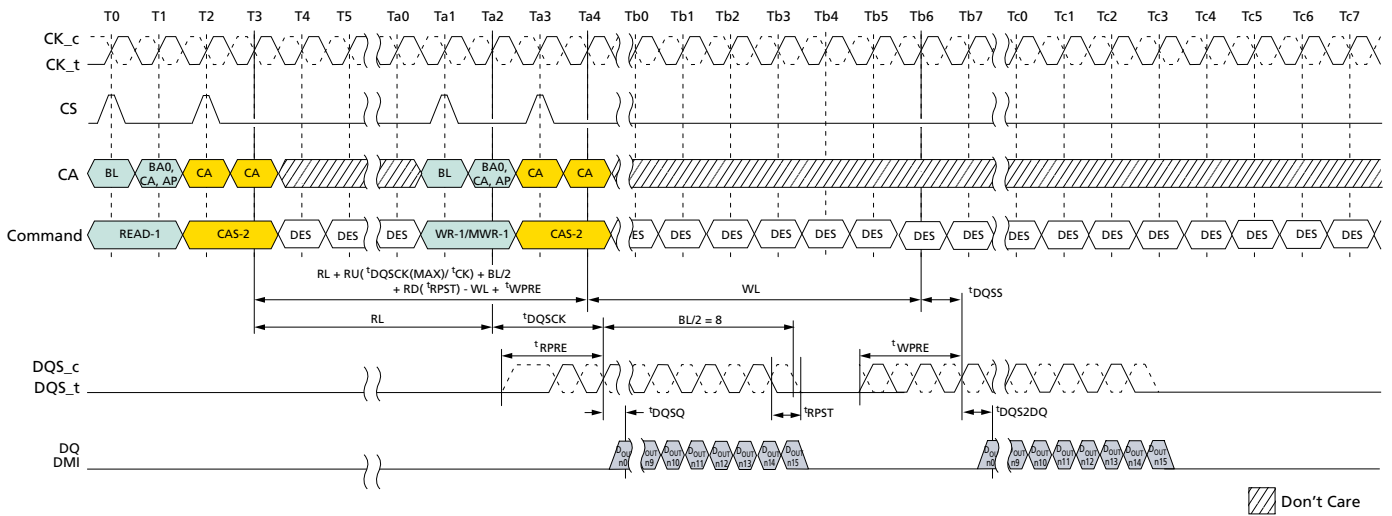 T0 T1 T2 T3 T4 T5 Ta0 Ta1 Ta2 Ta3 Ta4 Tb0 Tb1 Tb2 Tb3 Tb4 Tb5 Tb6 Tb7 Tc0 Tc1 Tc2 Tc3 Tc4 Tc5 Tc6 Tc7
CK_c
CK_t
CS
CA BL BA0, CA, AP CA CA BL BA0, CA, AP CA CA
Command READ-1 CAS-2 DES DES DES WR-1/MWR-1 CAS-2 DES DES DES DES DES DES DES DES DES DES DES DES DES DES DES DES
RL + RU(tDQSCK(MAX)/tCK) + BL/2
+ RD(tRPST) - WL + tWPRE
WL
tDQSS
RL tDQSCK BL/2 = 8
tRPRE tWPRE
DQS_c
DQS_t
tDQSQ tRPST tDQS2DQ
DQ
DMI
DOUT n0 DOUT n9 DOUT n10 DOUT n11 DOUT n12 DOUT n13 DOUT n14 DOUT n15 DOUT n0 DOUT n9 DOUT n10 DOUT n11 DOUT n12 DOUT n13 DOUT n14 DOUT n15
Don't Care